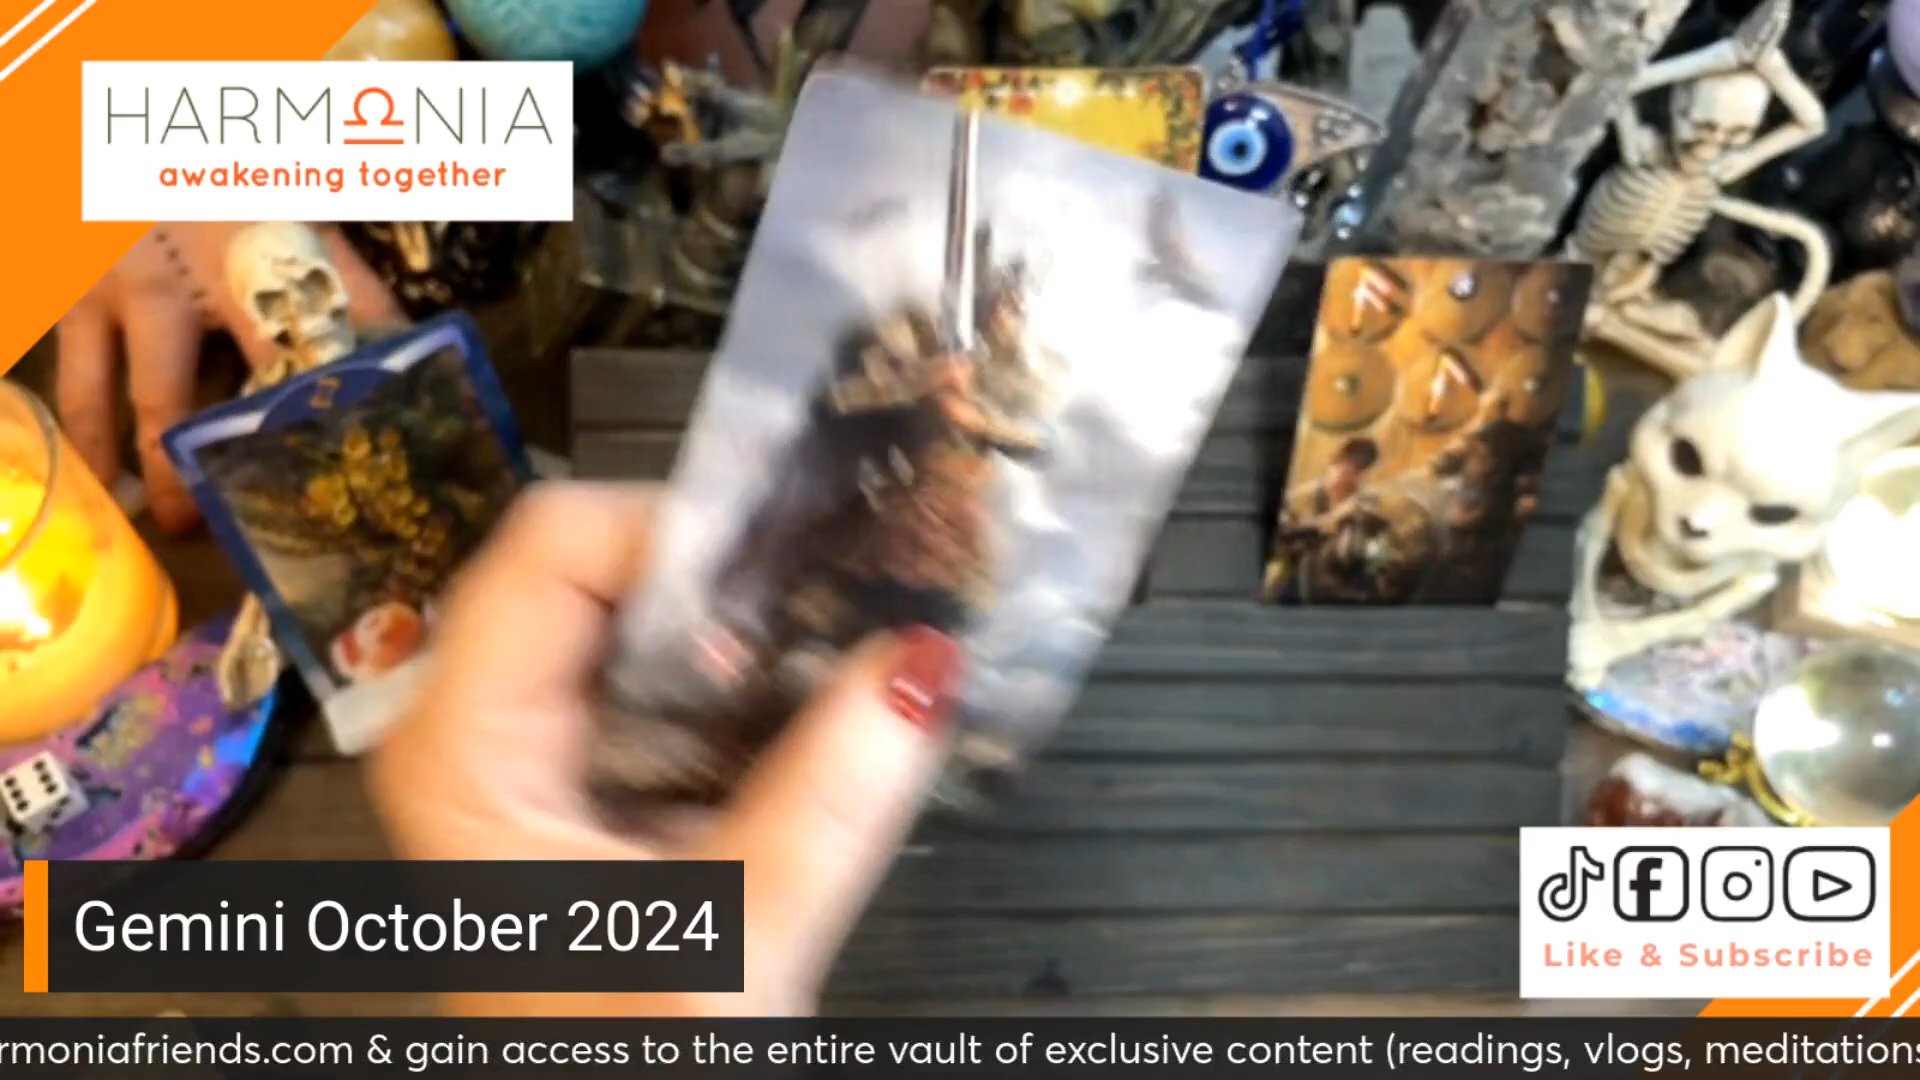 HARMΩNIA
awakening together
Gemini October 2024
Like & Subscribe
rmoniafriends.com & gain access to the entire vault of exclusive content (readings, vlogs, meditations